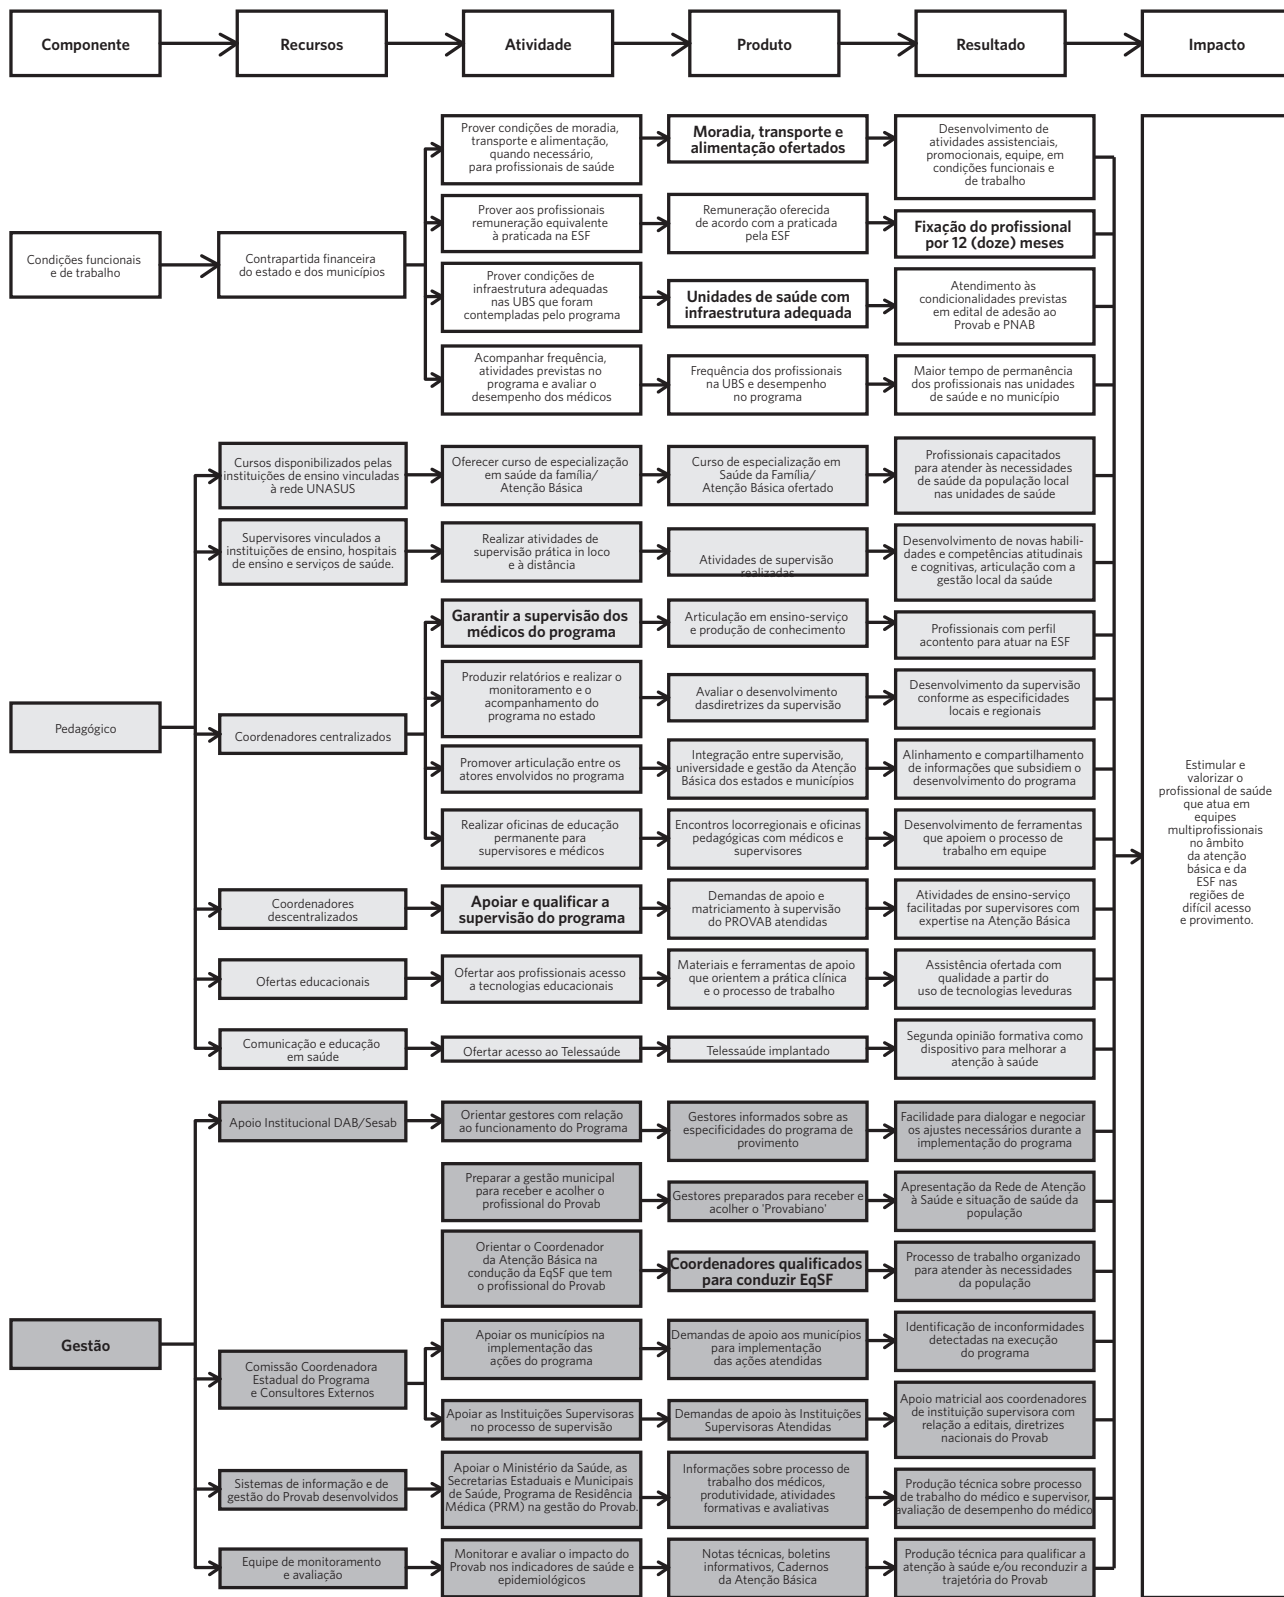 Componente
Recursos
Atividade
Produto
Resultado
Impacto
Condições funcionais
e de trabalho
Contrapartida financeira
do estado e dos municípios
Prover condições de moradia,
transporte e alimentação,
quando necessário,
para profissionais de saúde
Moradia, transporte e
alimentação ofertados
Desenvolvimento de
atividades assistenciais,
promocionais, equipe, em
condições funcionais e
de trabalho
Prover aos profissionais
remuneração equivalente
à praticada na ESF
Remuneração oferecida
de acordo com a praticada
pela ESF
Fixação do profissional
por 12 (doze) meses
Prover condições de
infraestrutura adequadas
nas UBS que foram
contempladas pelo programa
Unidades de saúde com
infraestrutura adequada
Atendimento às
condicionalidades previstas
em edital de adesão ao
Provab e PNAB
Acompanhar frequência,
atividades previstas no
programa e avaliar o
desempenho dos médicos
Frequência dos profissionais
na UBS e desempenho
no programa
Maior tempo de permanência
dos profissionais nas unidades
de saúde e no município
Pedagógico
Cursos disponibilizados pelas
instituições de ensino vinculadas
à rede UNASUS
Oferecer curso de especialização
em saúde da família/
Atenção Básica
Curso de especialização em
Saúde da Família/
Atenção Básica ofertado
Profissionais capacitados
para atender às necessidades
de saúde da população local
nas unidades de saúde
Supervisores vinculados a
instituições de ensino, hospitais
de ensino e serviços de saúde.
Realizar atividades de
supervisão prática in loco
e à distância
Atividades de supervisão
realizadas
Desenvolvimento de novas habili-
dades e competências atitudinais
e cognitivas, articulação com a
gestão local da saúde
Coordenadores centralizados
Garantir a supervisão dos
médicos do programa
Articulação em ensino-serviço
e produção de conhecimento
Profissionais com perfil
acontento para atuar na ESF
Produzir relatórios e realizar o
monitoramento e o
acompanhamento do
programa no estado
Avaliar o desenvolvimento
dasdiretrizes da supervisão
Desenvolvimento da supervisão
conforme as especificidades
locais e regionais
Promover articulação entre os
atores envolvidos no programa
Integração entre supervisão,
universidade e gestão da Atenção
Básica dos estados e municípios
Alinhamento e compartilhamento
de informações que subsidiem o
desenvolvimento do programa
Realizar oficinas de educação
permanente para
supervisores e médicos
Encontros locorregionais e oficinas
pedagógicas com médicos e
supervisores
Desenvolvimento de ferramentas
que apoiem o processo de
trabalho em equipe
Coordenadores
descentralizados
Apoiar e qualificar a
supervisão do programa
Demandas de apoio e
matriciamento à supervisão
do PROVAB atendidas
Atividades de ensino-serviço
facilitadas por supervisores com
expertise na Atenção Básica
Ofertas educacionais
Ofertar aos profissionais acesso
a tecnologias educacionais
Materiais e ferramentas de apoio
que orientem a prática clínica
e o processo de trabalho
Assistência ofertada com
qualidade a partir do
uso de tecnologias leveduras
Comunicação e educação
em saúde
Ofertar acesso ao Telessaúde
Telessaúde implantado
Segunda opinião formativa como
dispositivo para melhorar a
atenção à saúde
Gestão
Apoio Institucional DAB/Sesab
Orientar gestores com relação
ao funcionamento do Programa
Gestores informados sobre as
especificidades do programa de
provimento
Facilidade para dialogar e negociar
os ajustes necessários durante a
implementação do programa
Preparar a gestão municipal
para receber e acolher o
profissional do Provab
Gestores preparados para receber e
acolher o 'Provabiano'
Apresentação da Rede de Atenção
à Saúde e situação de saúde da
população
Orientar o Coordenador
da Atenção Básica na
condução da EqSF que tem
o profissional do Provab
Coordenadores qualificados
para conduzir EqSF
Processo de trabalho organizado
para atender às necessidades
da população
Comissão Coordenadora
Estadual do Programa
e Consultores Externos
Apoiar os municípios na
implementação das
ações do programa
Demandas de apoio aos municípios
para implementação
das ações atendidas
Identificação de inconformidades
detectadas na execução
do programa
Apoiar as Instituições Supervisoras
no processo de supervisão
Demandas de apoio às Instituições
Supervisoras Atendidas
Apoio matricial aos coordenadores
de instituição supervisora com
relação a editais, diretrizes
nacionais do Provab
Sistemas de informação e de
gestão do Provab desenvolvidos
Apoiar o Ministério da Saúde, as
Secretarias Estaduais e Municipais
de Saúde, Programa de Residência
Médica (PRM) na gestão do Provab.
Informações sobre processo de
trabalho dos médicos,
produtividade, atividades
formativas e avaliativas
Produção técnica sobre processo
de trabalho do médico e supervisor,
avaliação de desempenho do médico
Equipe de monitoramento
e avaliação
Monitorar e avaliar o impacto do
Provab nos indicadores de saúde e
epidemiológicos
Notas técnicas, boletins
informativos, Cadernos
da Atenção Básica
Produção técnica para qualificar a
atenção à saúde e/ou reconduzir a
trajetória do Provab
Estimular e
valorizar o
profissional de saúde
que atua em
equipes
multiprofissionais
no âmbito
da atenção
básica e da
ESF nas
regiões de
difícil acesso
e provimento.